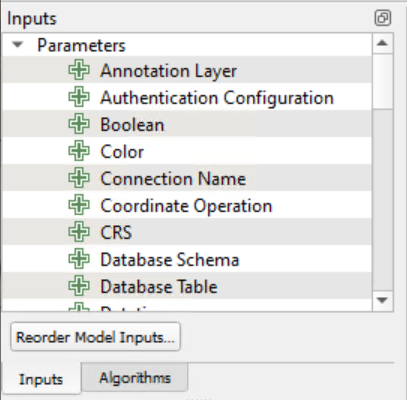 Inputs
Parameters
Annotation Layer
Authentication Configuration
Boolean
Color
Connection Name
Coordinate Operation
CRS
Database Schema
Database Table
Reorder Model Inputs...
Inputs
Algorithms